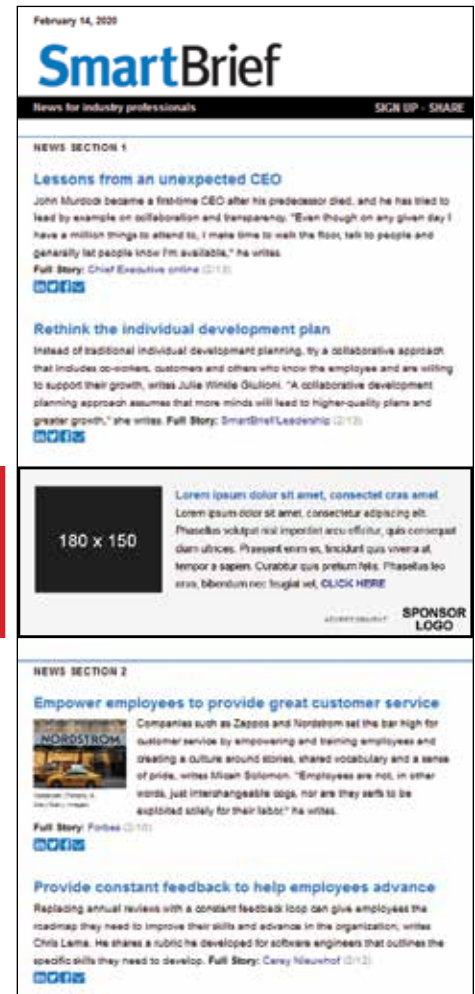 February 14, 2020
SmartBrief
News for industry professionals
SIGN UP - SHARE
NEWS SECTION 1
Lessons from an unexpected CEO
John Murdock became a first-time CEO after his predecessor died, and he has tried to
lead by example on collaboration and transparency. "Even though on any given day I
have a million things to attend to, I make time to walk the floor, talk to people and
generally let people know I'm available," he writes.
Full Story: Chief Executive online (2/13)
Rethink the individual development plan
Instead of traditional individual development planning, try a collaborative approach
that includes co-workers, customers and others who know the employee and are willing
to support their growth, writes Julie Winkle Giulioni. "A collaborative development
planning approach assumes that more minds will lead to higher-quality plans and
greater growth," she writes. Full Story: SmartBrief/Leadership (2/13)
180 x 150
Lorem ipsum dolor sit amet, consectet cras amet
Lorem ipsum dolor sit amet, consectetur adipiscing elit.
Phasellus volutpat nisl imperdiet arcu efficitur, quis consequat
diam ultrices. Praesent enim ex, tincidunt quis viverra at,
tempor a sapien. Curabitur quis pretium felis. Phasellus leo
eros, bibendum nec feugiat vel, CLICK HERE
ADVERTISEMENT
SPONSOR
LOGO
NEWS SECTION 2
Empower employees to provide great customer service
NORDSTROM
Companies such as Zappos and Nordstrom set the bar high for
customer service by empowering and training employees and
creating a culture around stories, shared vocabulary and a sense
of pride, writes Micah Solomon. "Employees are not, in other
words, just interchangeable cogs, nor are they serfs to be
exploited solely for their labor," he writes.
Full Story: Forbes
Provide constant feedback to help employees advance
Replacing annual reviews with a constant feedback loop can give employees the
roadmap they need to improve their skills and advance in the organization, writes
Chris Lema. He shares a rubric he developed for software engineers that outlines the
specific skills they need to develop. Full Story: Carey Nieuwhof (2/12)